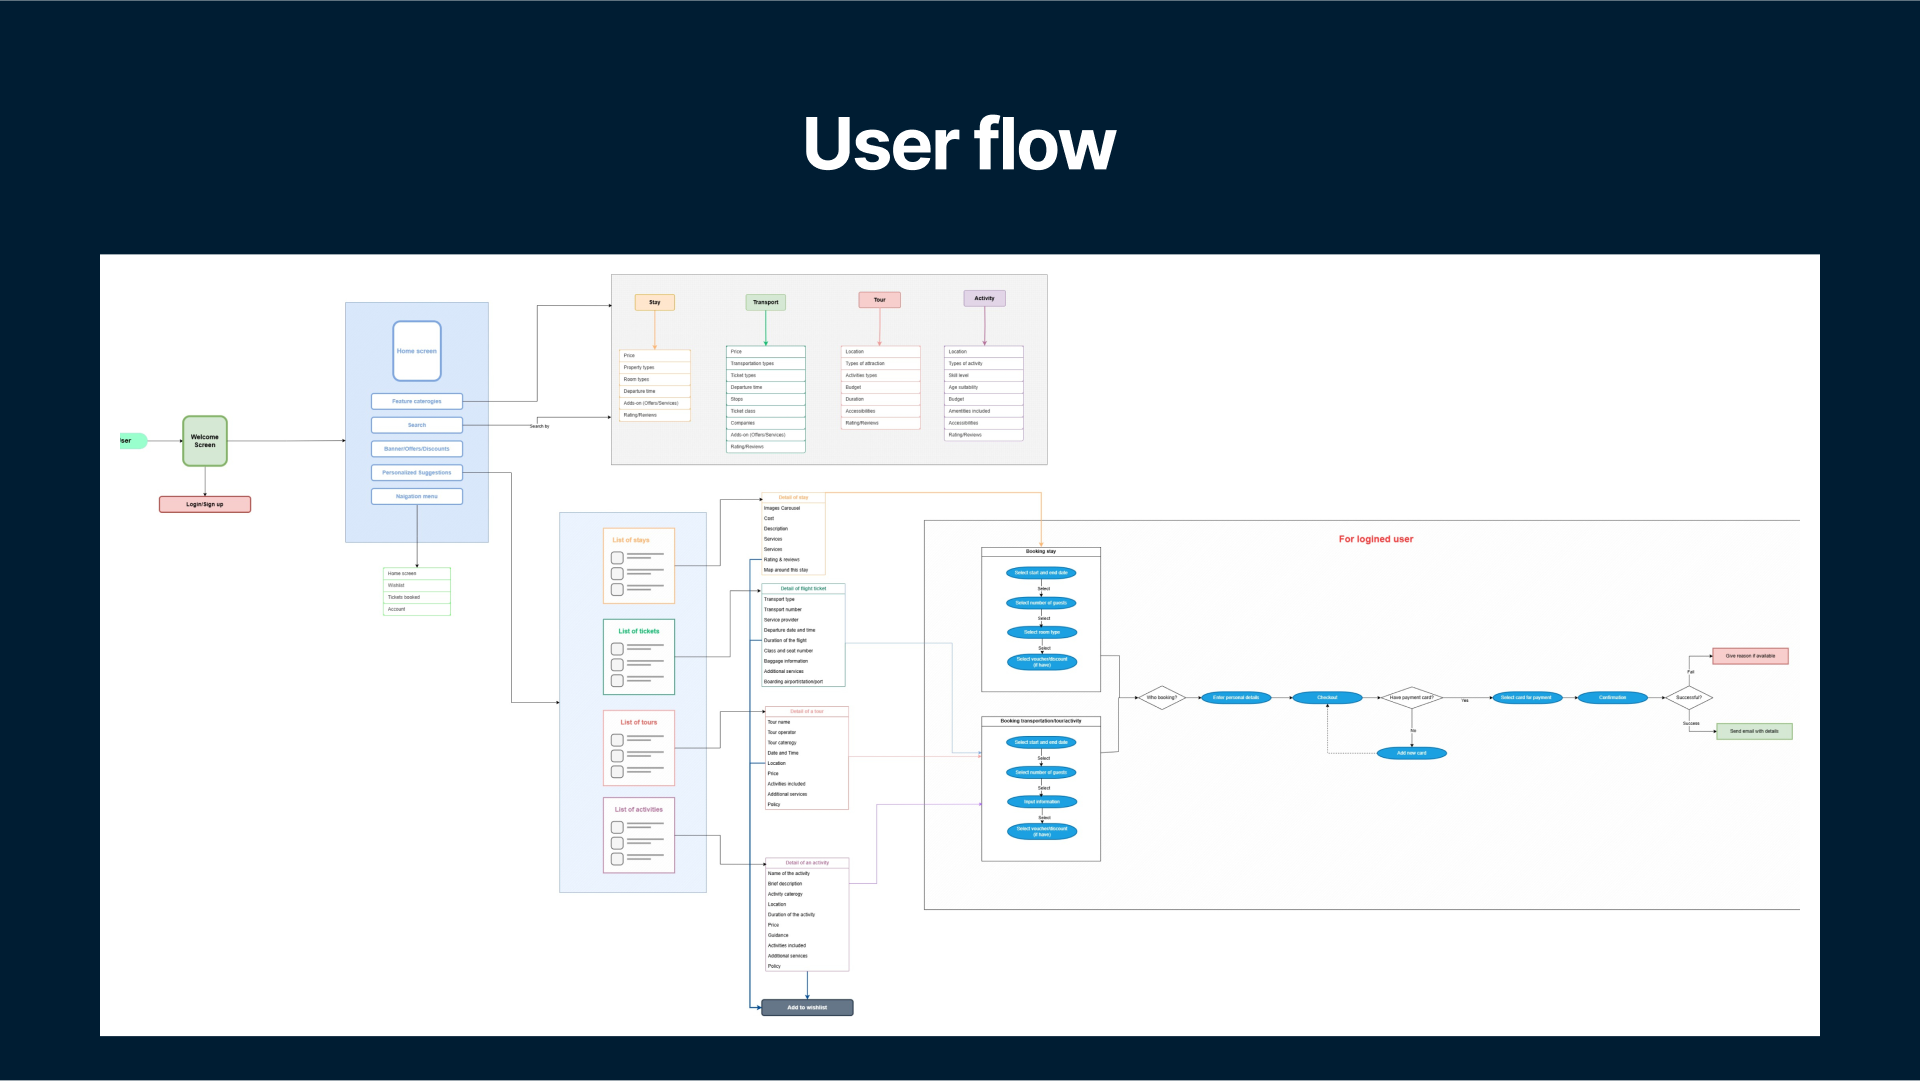 User flow
Jser
Welcome
Screen
Login/Sign up
Home screen
Feature caterogies
Search
Banner/Offers/Discounts
Personalized Suggestions
Naigation menu
Home screen
Wishlist
Tickets booked
Account
Search by
Stay
Price
Property types
Room types
Departure time
Adds-on (Offers/Services)
Rating/Reviews
Transport
Price
Transportation types
Ticket types
Departure time
Stops
Ticket class
Companies
Adds-on (Offers/Services)
Rating/Reviews
Tour
Location
Types of attraction
Activities types
Budget
Duration
Accessibilities
Rating/Reviews
Activity
Location
Types of activity
Skill level
Age suitability
Budget
Amentities included
Accessibilities
Rating/Reviews
List of stays
List of tickets
List of tours
List of activities
Detail of stay
Images Carousel
Cost
Description
Services
Services
Rating & reviews
Map around this stay
Detail of flight ticket
Transport type
Transport number
Service provider
Departure date and time
Duration of the flight
Class and seat number
Baggage information
Additional services
Boarding airport/station/port
Detail of a tour
Tour name
Tour operator
Tour caterogy
Date and Time
Location
Price
Activities included
Additional services
Policy
Detail of as activity
Name of the activity
Brief description
Activity caterogy
Location
Duration of the activity
Price
Guidance
Activities included
Additional services
Policy
Add to wishlist
For logined user
Booking stay
Select start and end date
Select
Select number of guests
Select
Select room type
Select
Select voucher/discount
(if have)
Booking transportation/tour/activity
Select start and end date
Select
Select number of guests
Select
Input information
Select
Select voucher/discount
(if have)
Who booking?
Enter personal details
Checkout
Have payment card?
Yes
No
Add new card
Select card for payment
Confirmation
Successful?
Fail
Give reason if available
Success
Send email with details